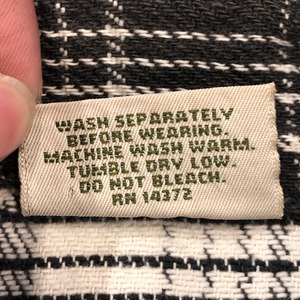 WASH SEPARATELY
BEFORE WEARING.
MACHINE WASH WARM.
TUMBLE DRY LOW.
DO NOT BLEACH.
RN 14372